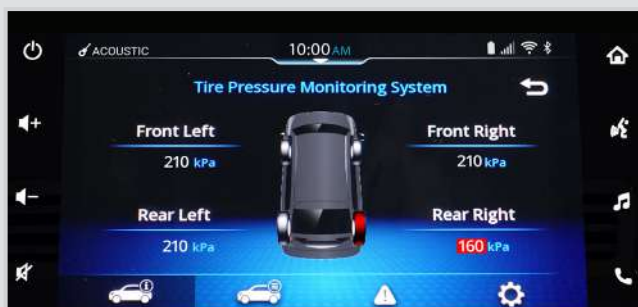 ACOUSTIC
10:00 AM
Tire Pressure Monitoring System
Front Left
210 kPa
Front Right
210 kPa
Rear Left
210 kPa
Rear Right
160 kPa